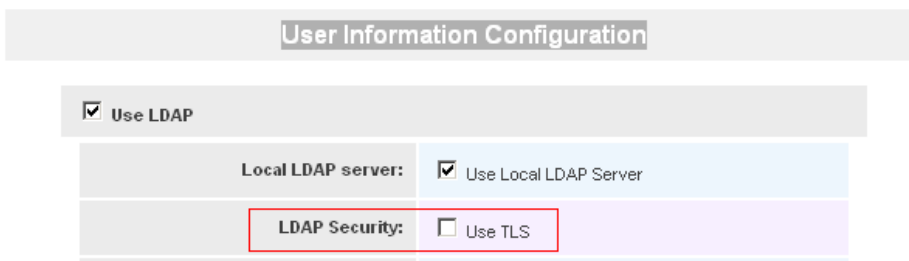 User Information Configuration
Use LDAP
Local LDAP server: Use Local LDAP Server
LDAP Security: Use TLS